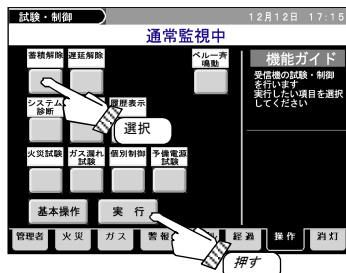 試験・制御
12月12日 17:15
通常監視中
蓄積解除 遅延解除
ベル一斉
鳴動
機能ガイド
受信機の試験・制御
を行います
実行したい項目を選択
してください
システム
診断
履歴表示
選択
火災試験 ガス漏れ
試験 個別制御 予備電源
試験
基本操作 実行
管理者 火災 ガス 警報 経過 操作 消灯
押す